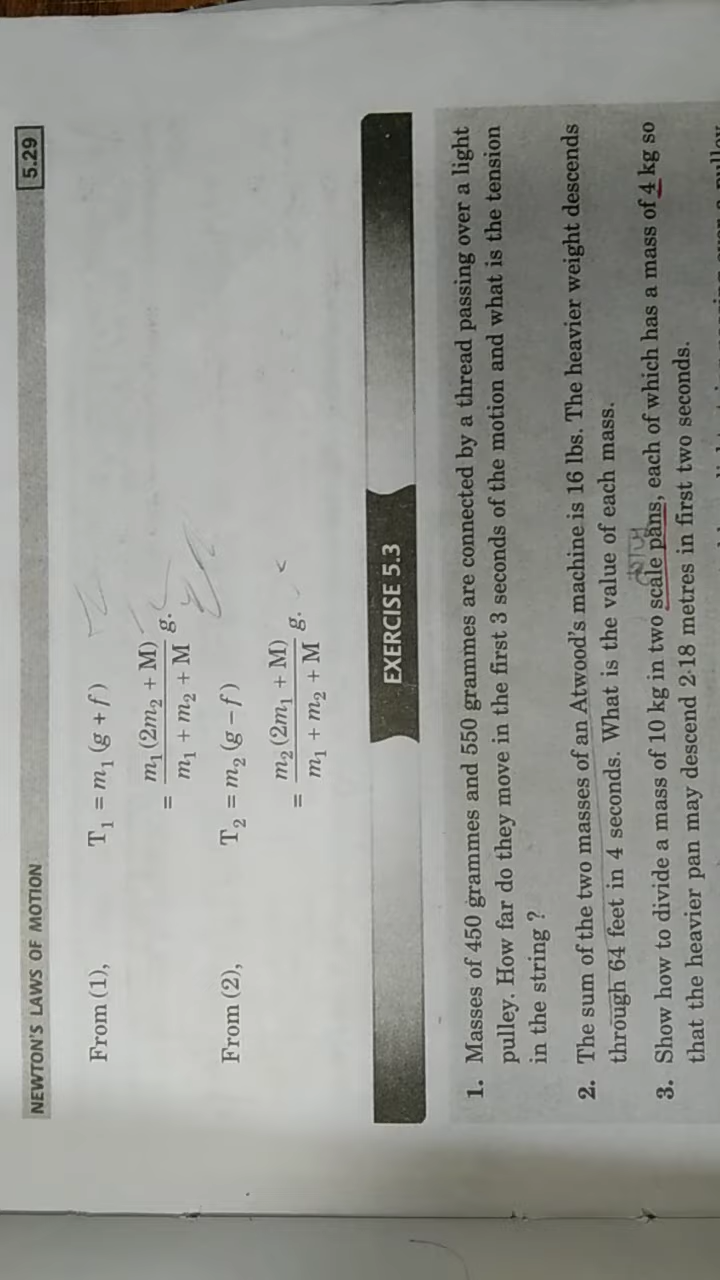 NEWTON'S LAWS OF MOTION 5.29
From (1), T₁ = m₁ (g + f)
= m₁ (2m₂ + M) / m₁ + m₂ + M g.
From (2), T₂ = m₂ (g − f)
= m₂ (2m₁ + M) / m₁ + m₂ + M g.
EXERCISE 5.3
1. Masses of 450 grammes and 550 grammes are connected by a thread passing over a light
pulley. How far do they move in the first 3 seconds of the motion and what is the tension
in the string ?
2. The sum of the two masses of an Atwood's machine is 16 lbs. The heavier weight descends
through 64 feet in 4 seconds. What is the value of each mass.
3. Show how to divide a mass of 10 kg in two scale pans, each of which has a mass of 4 kg so
that the heavier pan may descend 2·18 metres in first two seconds.